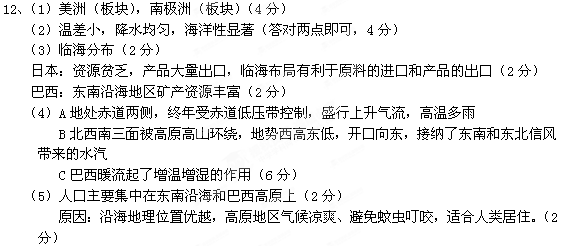 12、（1）美洲（板块），南极洲（板块）（4 分）
（2）温差小，降水均匀，海洋性显著（答对两点即可，4 分）
（3）临海分布（2 分）
日本：资源贫乏，产品大量出口，临海布局有利于原料的进口和产品的出口（2 分）
巴西：东南沿海地区矿产资源丰富（2 分）
（4）A 地处赤道两侧，终年受赤道低压带控制，盛行上升气流，高温多雨
B 北西南三面被高原高山环绕，地势西高东低，开口向东，接纳了东南和东北信风
带来的水汽
C 巴西暖流起了增温增湿的作用（6 分）
（5）人口主要集中在东南沿海和巴西高原上（2 分）
原因：沿海地理位置优越，高原地区气候凉爽、避免蚊虫叮咬，适合人类居住。（2
分）